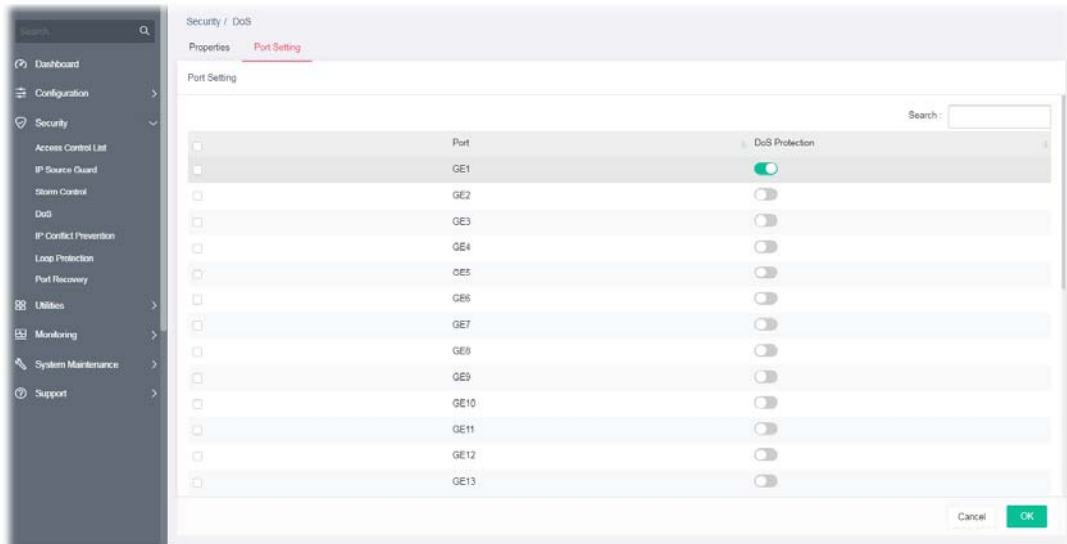 Search
Dashboard
Configuration
Security
Access Control List
IP Source Guard
Storm Control
DoS
IP Conflict Prevention
Loop Protection
Port Recovery
Utilities
Monitoring
System Maintenance
Support
Security / DoS
Properties Port Setting
Port Setting
Search :
Port DoS Protection
GE1
GE2
GE3
GE4
GE5
GE6
GE7
GE8
GE9
GE10
GE11
GE12
GE13
Cancel OK